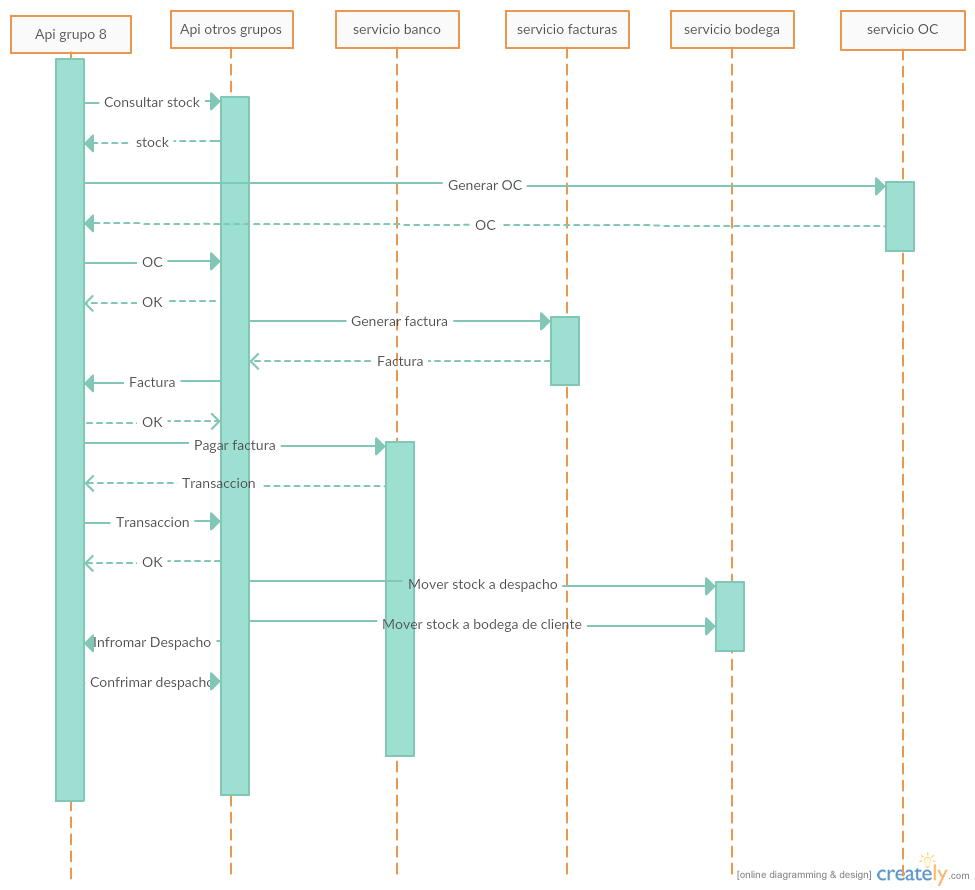 Api grupo 8
Api otros grupos
servicio banco
servicio facturas
servicio bodega
servicio OC
Consultar stock
stock
Generar OC
OC
OC
OK
Generar factura
Factura
Factura
OK
Pagar factura
Transaccion
Transaccion
OK
Mover stock a despacho
Mover stock a bodega de cliente
Infromar Despacho
Confrimar despacho
[online diagramming & design] creately.com